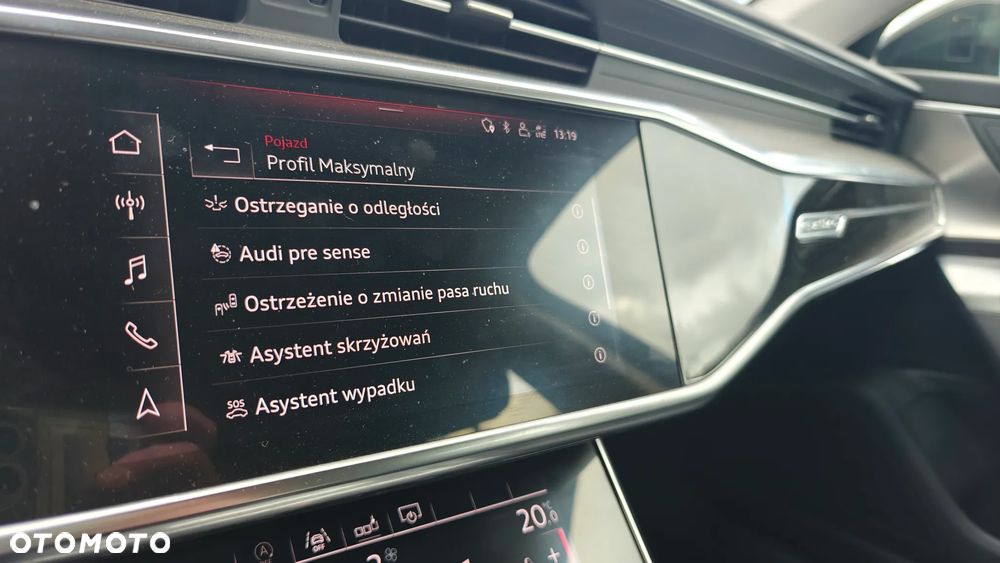 Pojazd
Profil Maksymalny
13:19
Ostrzeganie o odległości
Audi pre sense
Ostrzeżenie o zmianie pasa ruchu
Asystent skrzyżowań
SOS
Asystent wypadku
OFF
20.0
OTOMOTO